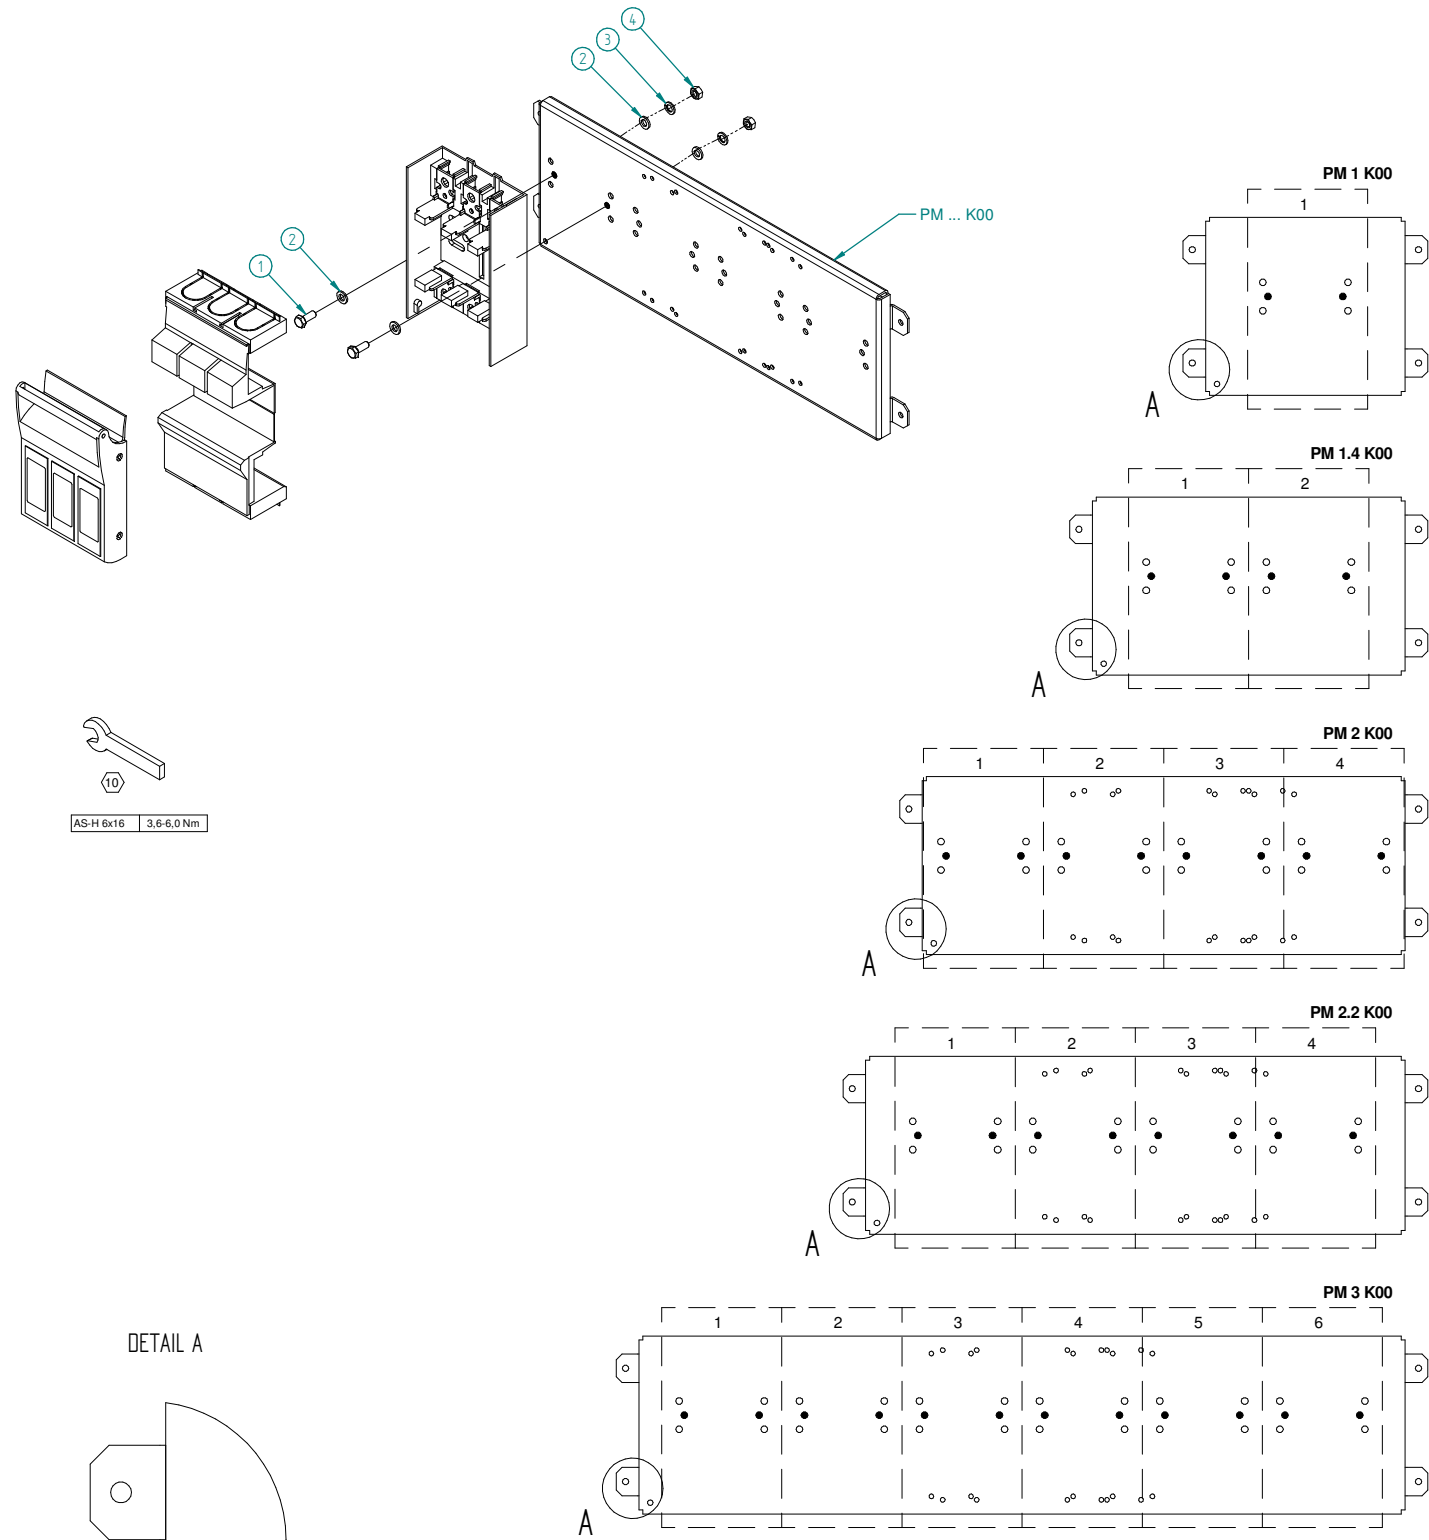 4
3
2
PM ... K00
2
1
PM 1 K00
1
A
PM 1.4 K00
1 2
A
PM 2 K00
1 2 3 4
A
10
AS-H 6x16 3,6-6,0 Nm
PM 2.2 K00
1 2 3 4
A
PM 3 K00
1 2 3 4 5 6
A
DETAIL A